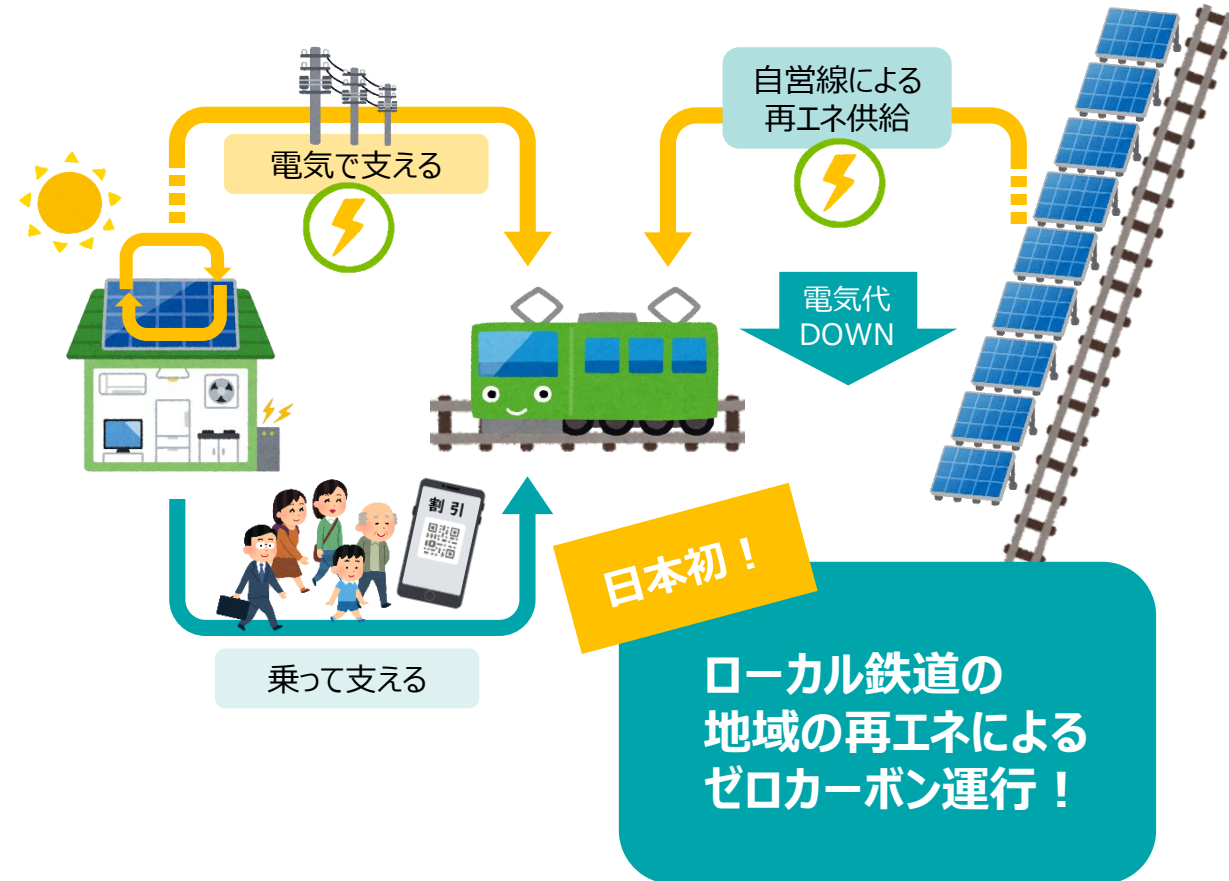 電気で支える
自営線による
再エネ供給
電気代
DOWN
割引
乗って支える
日本初！
ローカル鉄道の
地域の再エネによる
ゼロカーボン運行！